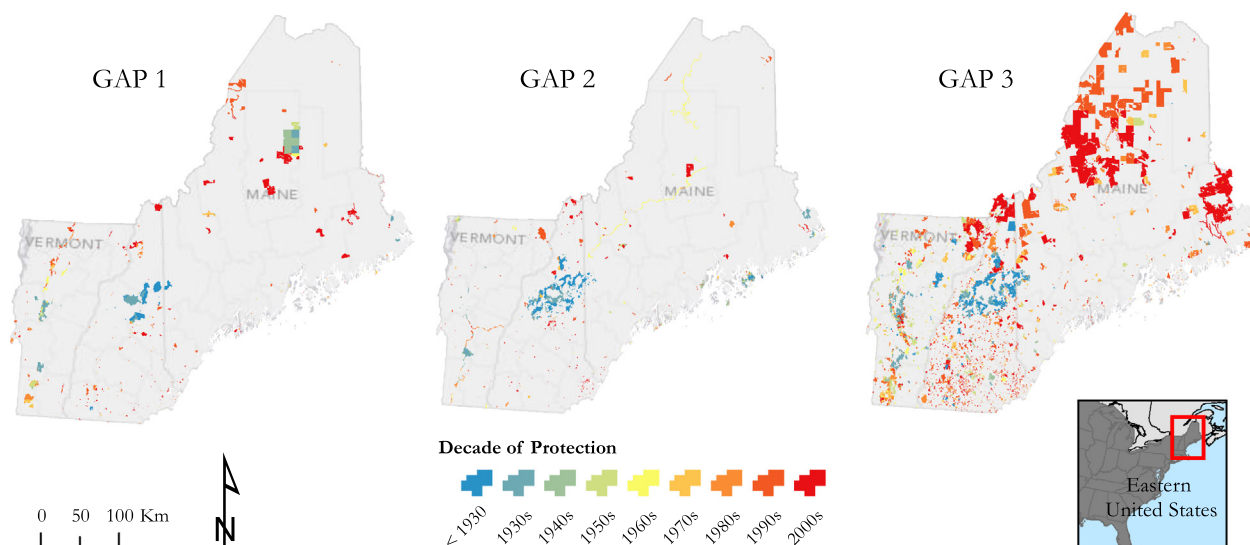 GAP 1
GAP 2
GAP 3
MAINE
VERMONT
MAINE
VERMONT
MAINE
VERMONT
Decade of Protection
< 1930
1930s
1940s
1950s
1960s
1970s
1980s
1990s
2000s
0 50 100 Km
N
Eastern
United States